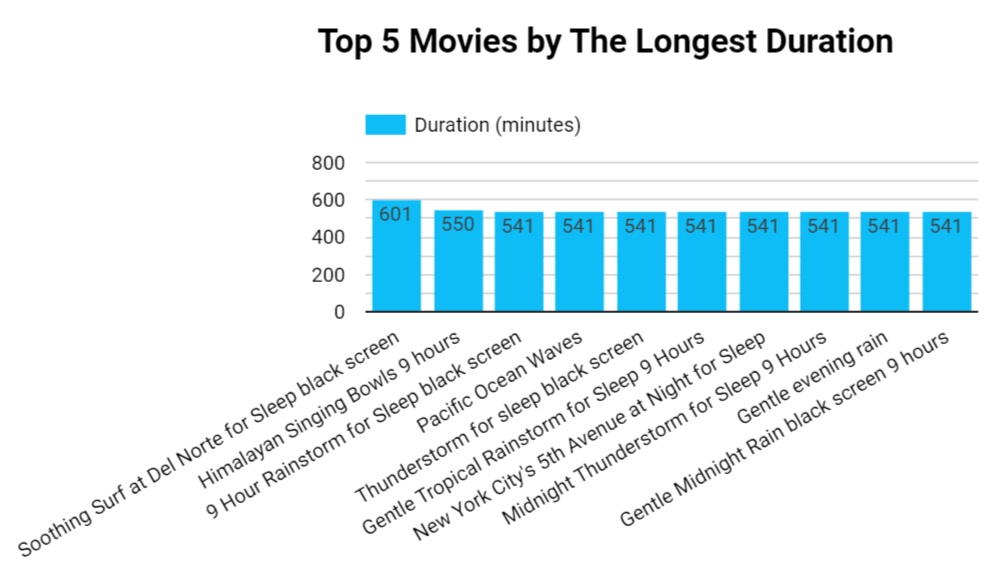 Top 5 Movies by The Longest Duration
Duration (minutes)
800
600
400
200
0
601
550
541
541
541
541
541
541
541
541
Soothing Surf at Del Norte for Sleep black screen
Himalayan Singing Bowls 9 hours
9 Hour Rainstorm for Sleep black screen
Pacific Ocean Waves
Thunderstorm for sleep black screen
Gentle Tropical Rainstorm for Sleep 9 Hours
New York City's 5th Avenue at Night for Sleep
Midnight Thunderstorm for Sleep 9 Hours
Gentle evening rain
Gentle Midnight Rain black screen 9 hours